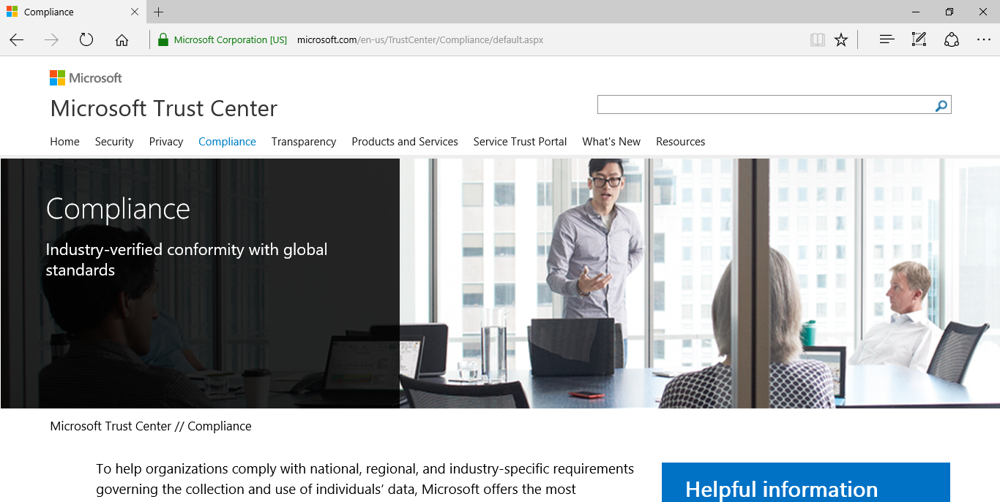 Compliance
Microsoft Corporation [US] microsoft.com/en-us/TrustCenter/Compliance/default.aspx
Microsoft
Microsoft Trust Center
Home Security Privacy Compliance Transparency Products and Services Service Trust Portal What's New Resources
Compliance
Industry-verified conformity with global
standards
Microsoft Trust Center // Compliance
To help organizations comply with national, regional, and industry-specific requirements
governing the collection and use of individuals’ data, Microsoft offers the most
Helpful information